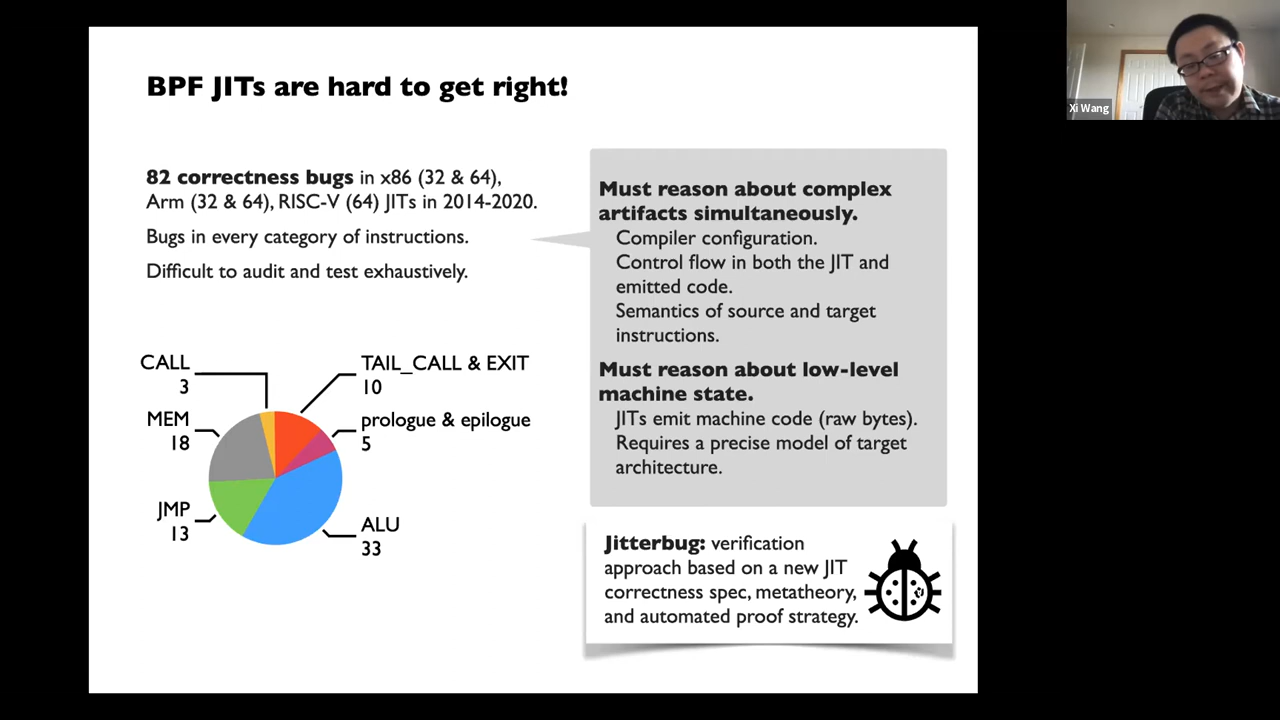 BPF JITs are hard to get right!
82 correctness bugs in x86 (32 & 64),
Arm (32 & 64), RISC-V (64) JITs in 2014-2020.
Bugs in every category of instructions.
Difficult to audit and test exhaustively.
CALL
3
MEM
18
JMP
13
TAIL_CALL & EXIT
10
prologue & epilogue
5
ALU
33
Must reason about complex
artifacts simultaneously.
Compiler configuration.
Control flow in both the JIT and
emitted code.
Semantics of source and target
instructions.
Must reason about low-level
machine state.
JITs emit machine code (raw bytes).
Requires a precise model of target
architecture.
Jitterbug: verification
approach based on a new JIT
correctness spec, metatheory,
and automated proof strategy.
Xi Wang